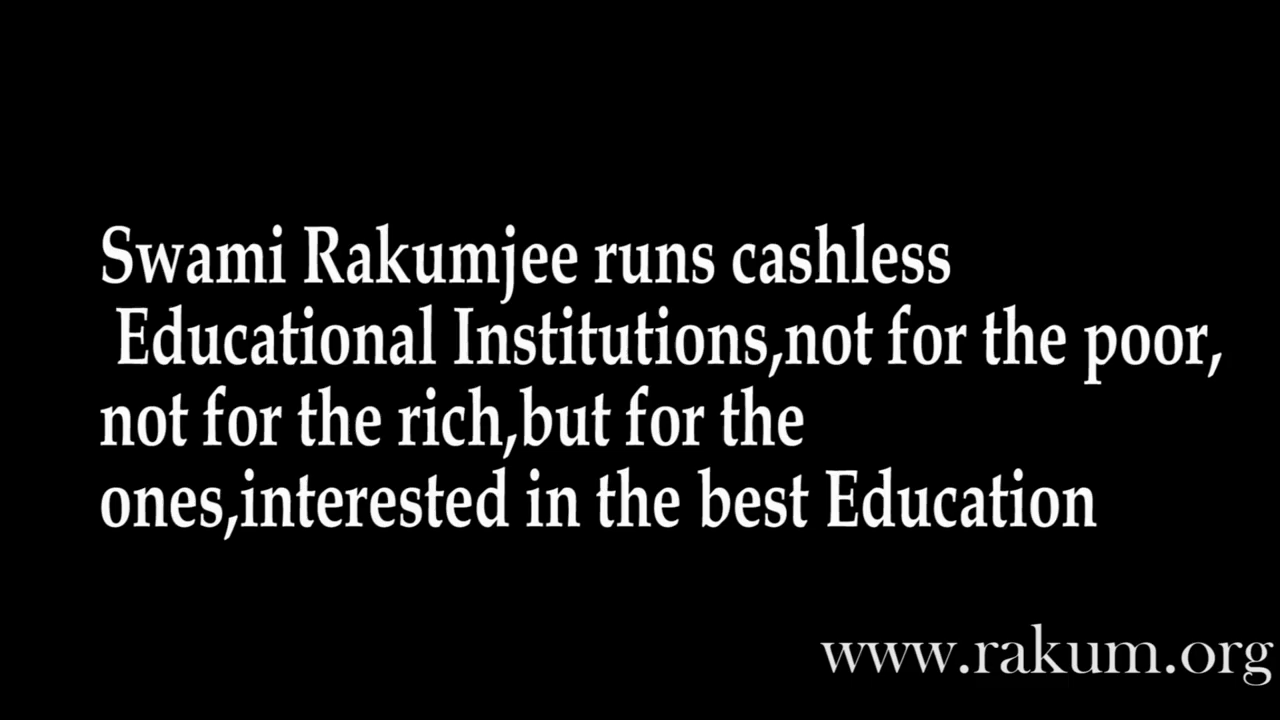 Swami Rakumjee runs cashless
Educational Institutions,not for the poor,
not for the rich,but for the
ones,interested in the best Education
www.rakum.org